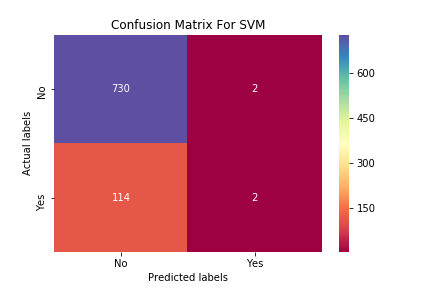 Confusion Matrix For SVM
Actual labels
No
730
2
Yes
114
2
No
Yes
Predicted labels
600
450
300
150